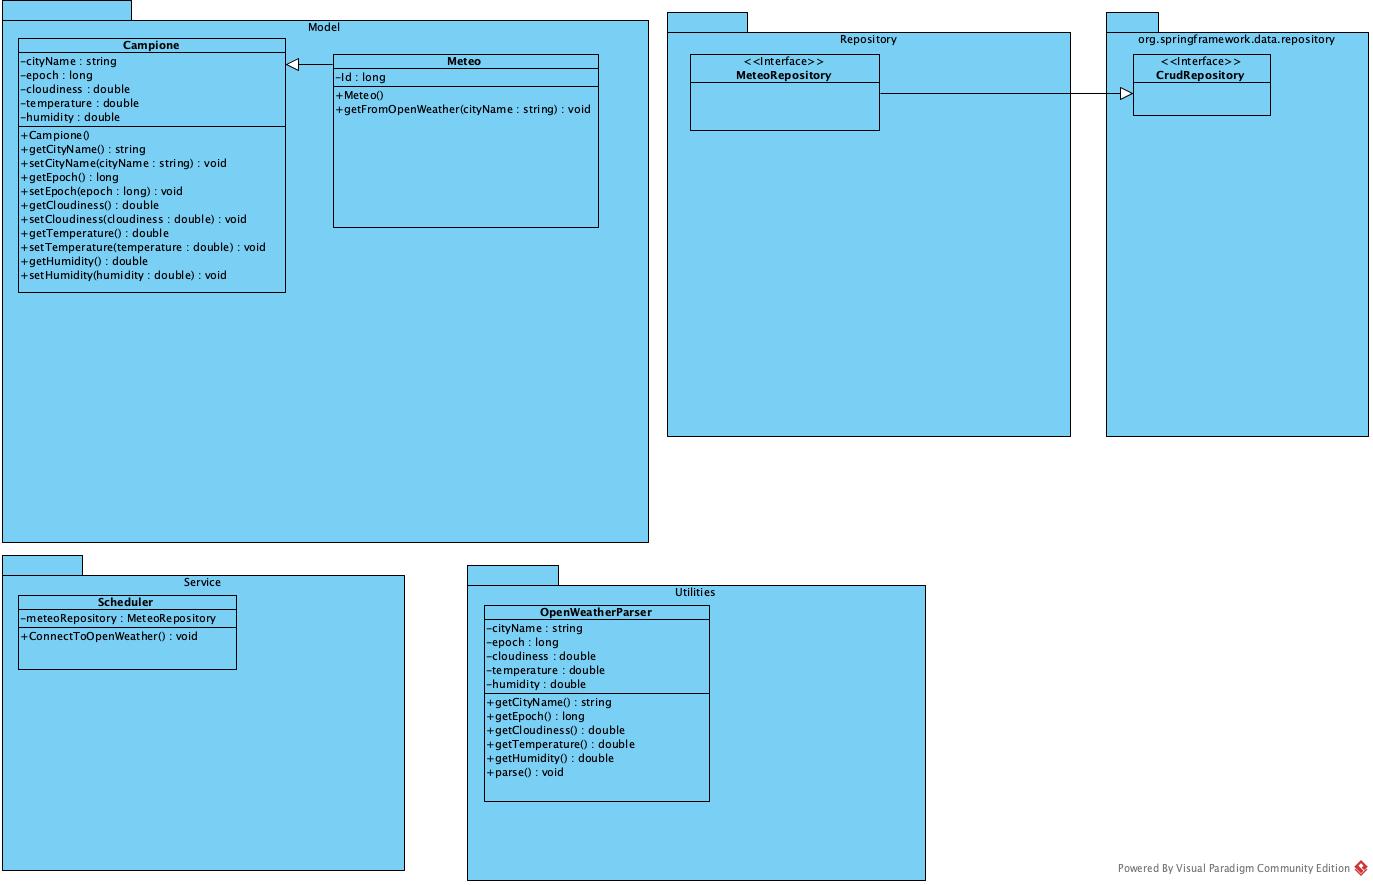 Model
Campione
-cityName : string
-epoch : long
-cloudiness : double
-temperature : double
-humidity : double
+Campione()
+getCityName() : string
+setCityName(cityName : string) : void
+getEpoch() : long
+setEpoch(epoch : long) : void
+getCloudiness() : double
+setCloudiness(cloudiness : double) : void
+getTemperature() : double
+setTemperature(temperature : double) : void
+getHumidity() : double
+setHumidity(humidity : double) : void
Meteo
-Id : long
+Meteo()
+getFromOpenWeather(cityName : string) : void
Repository
<<Interface>>
MeteoRepository
org.springframework.data.repository
<<Interface>>
CrudRepository
Service
Scheduler
-meteoRepository : MeteoRepository
+ConnectToOpenWeather() : void
Utilities
OpenWeatherParser
-cityName : string
-epoch : long
-cloudiness : double
-temperature : double
-humidity : double
+getCityName() : string
+getEpoch() : long
+getCloudiness() : double
+getTemperature() : double
+getHumidity() : double
+parse() : void
Powered By Visual Paradigm Community Edition